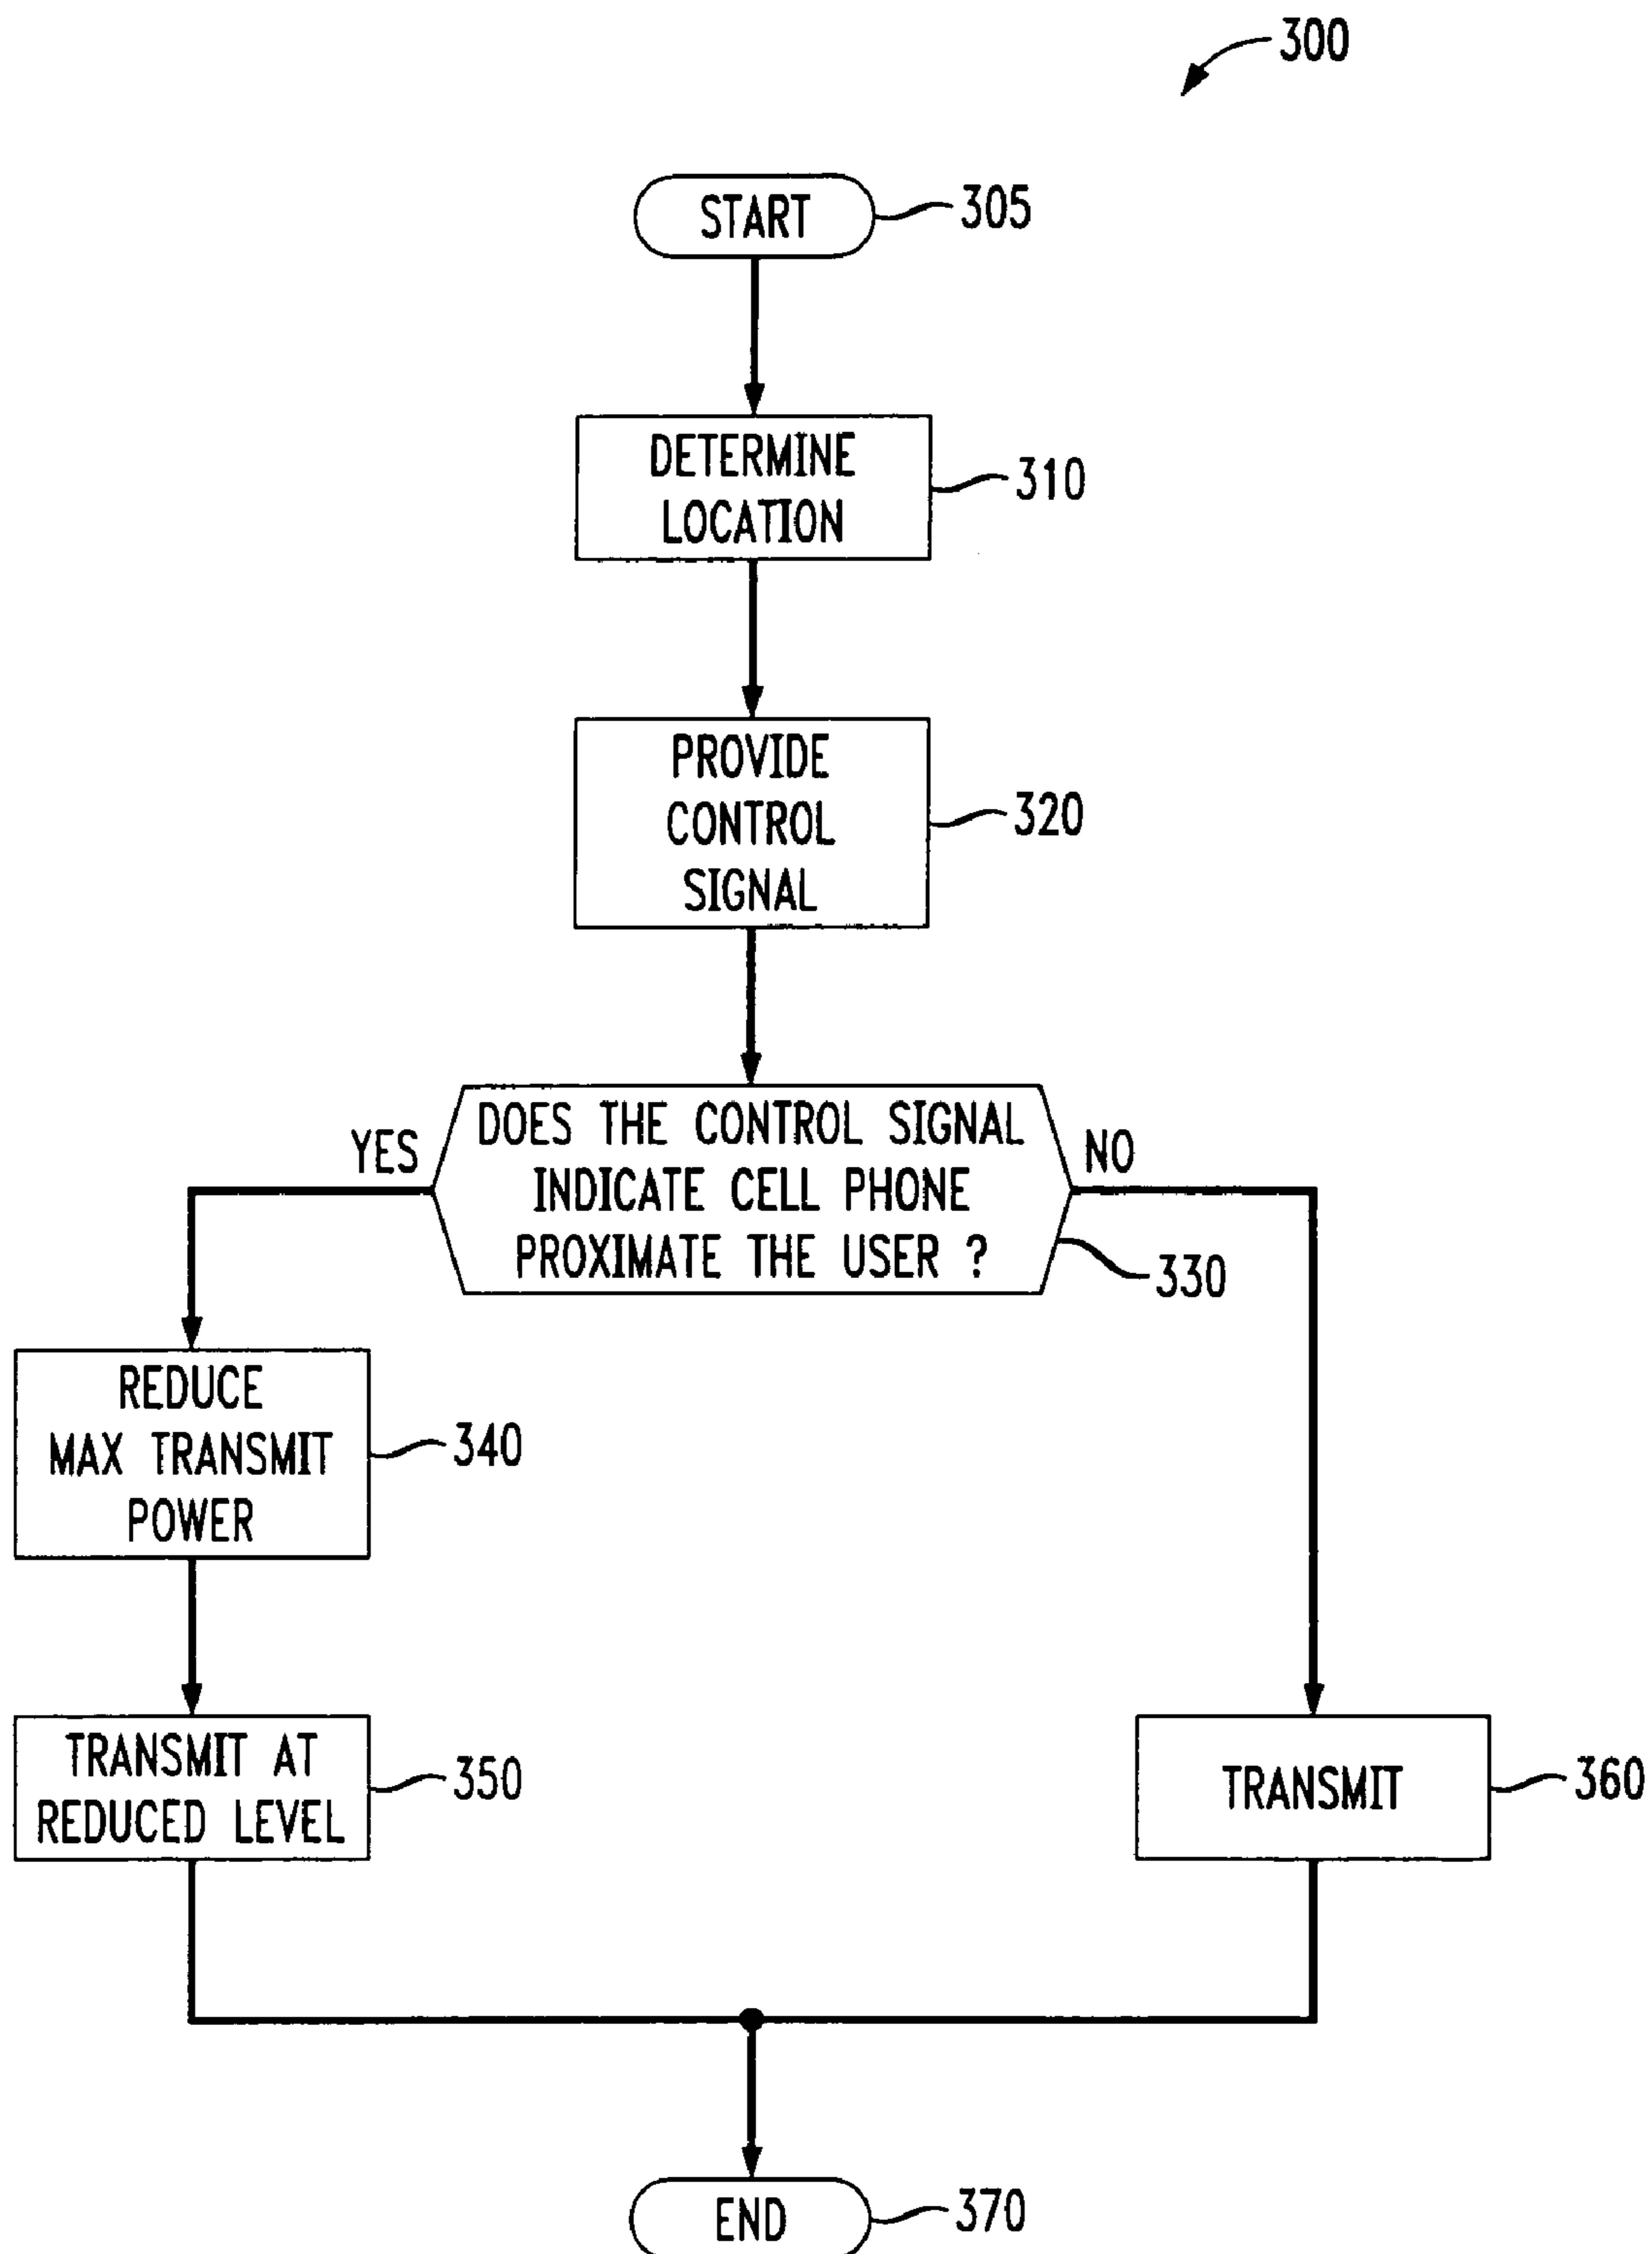 300
START
305
DETERMINE
LOCATION
310
PROVIDE
CONTROL
SIGNAL
320
DOES THE CONTROL SIGNAL
INDICATE CELL PHONE
PROXIMATE THE USER ?
YES
NO
330
REDUCE
MAX TRANSMIT
POWER
340
TRANSMIT AT
REDUCED LEVEL
350
TRANSMIT
360
END
370